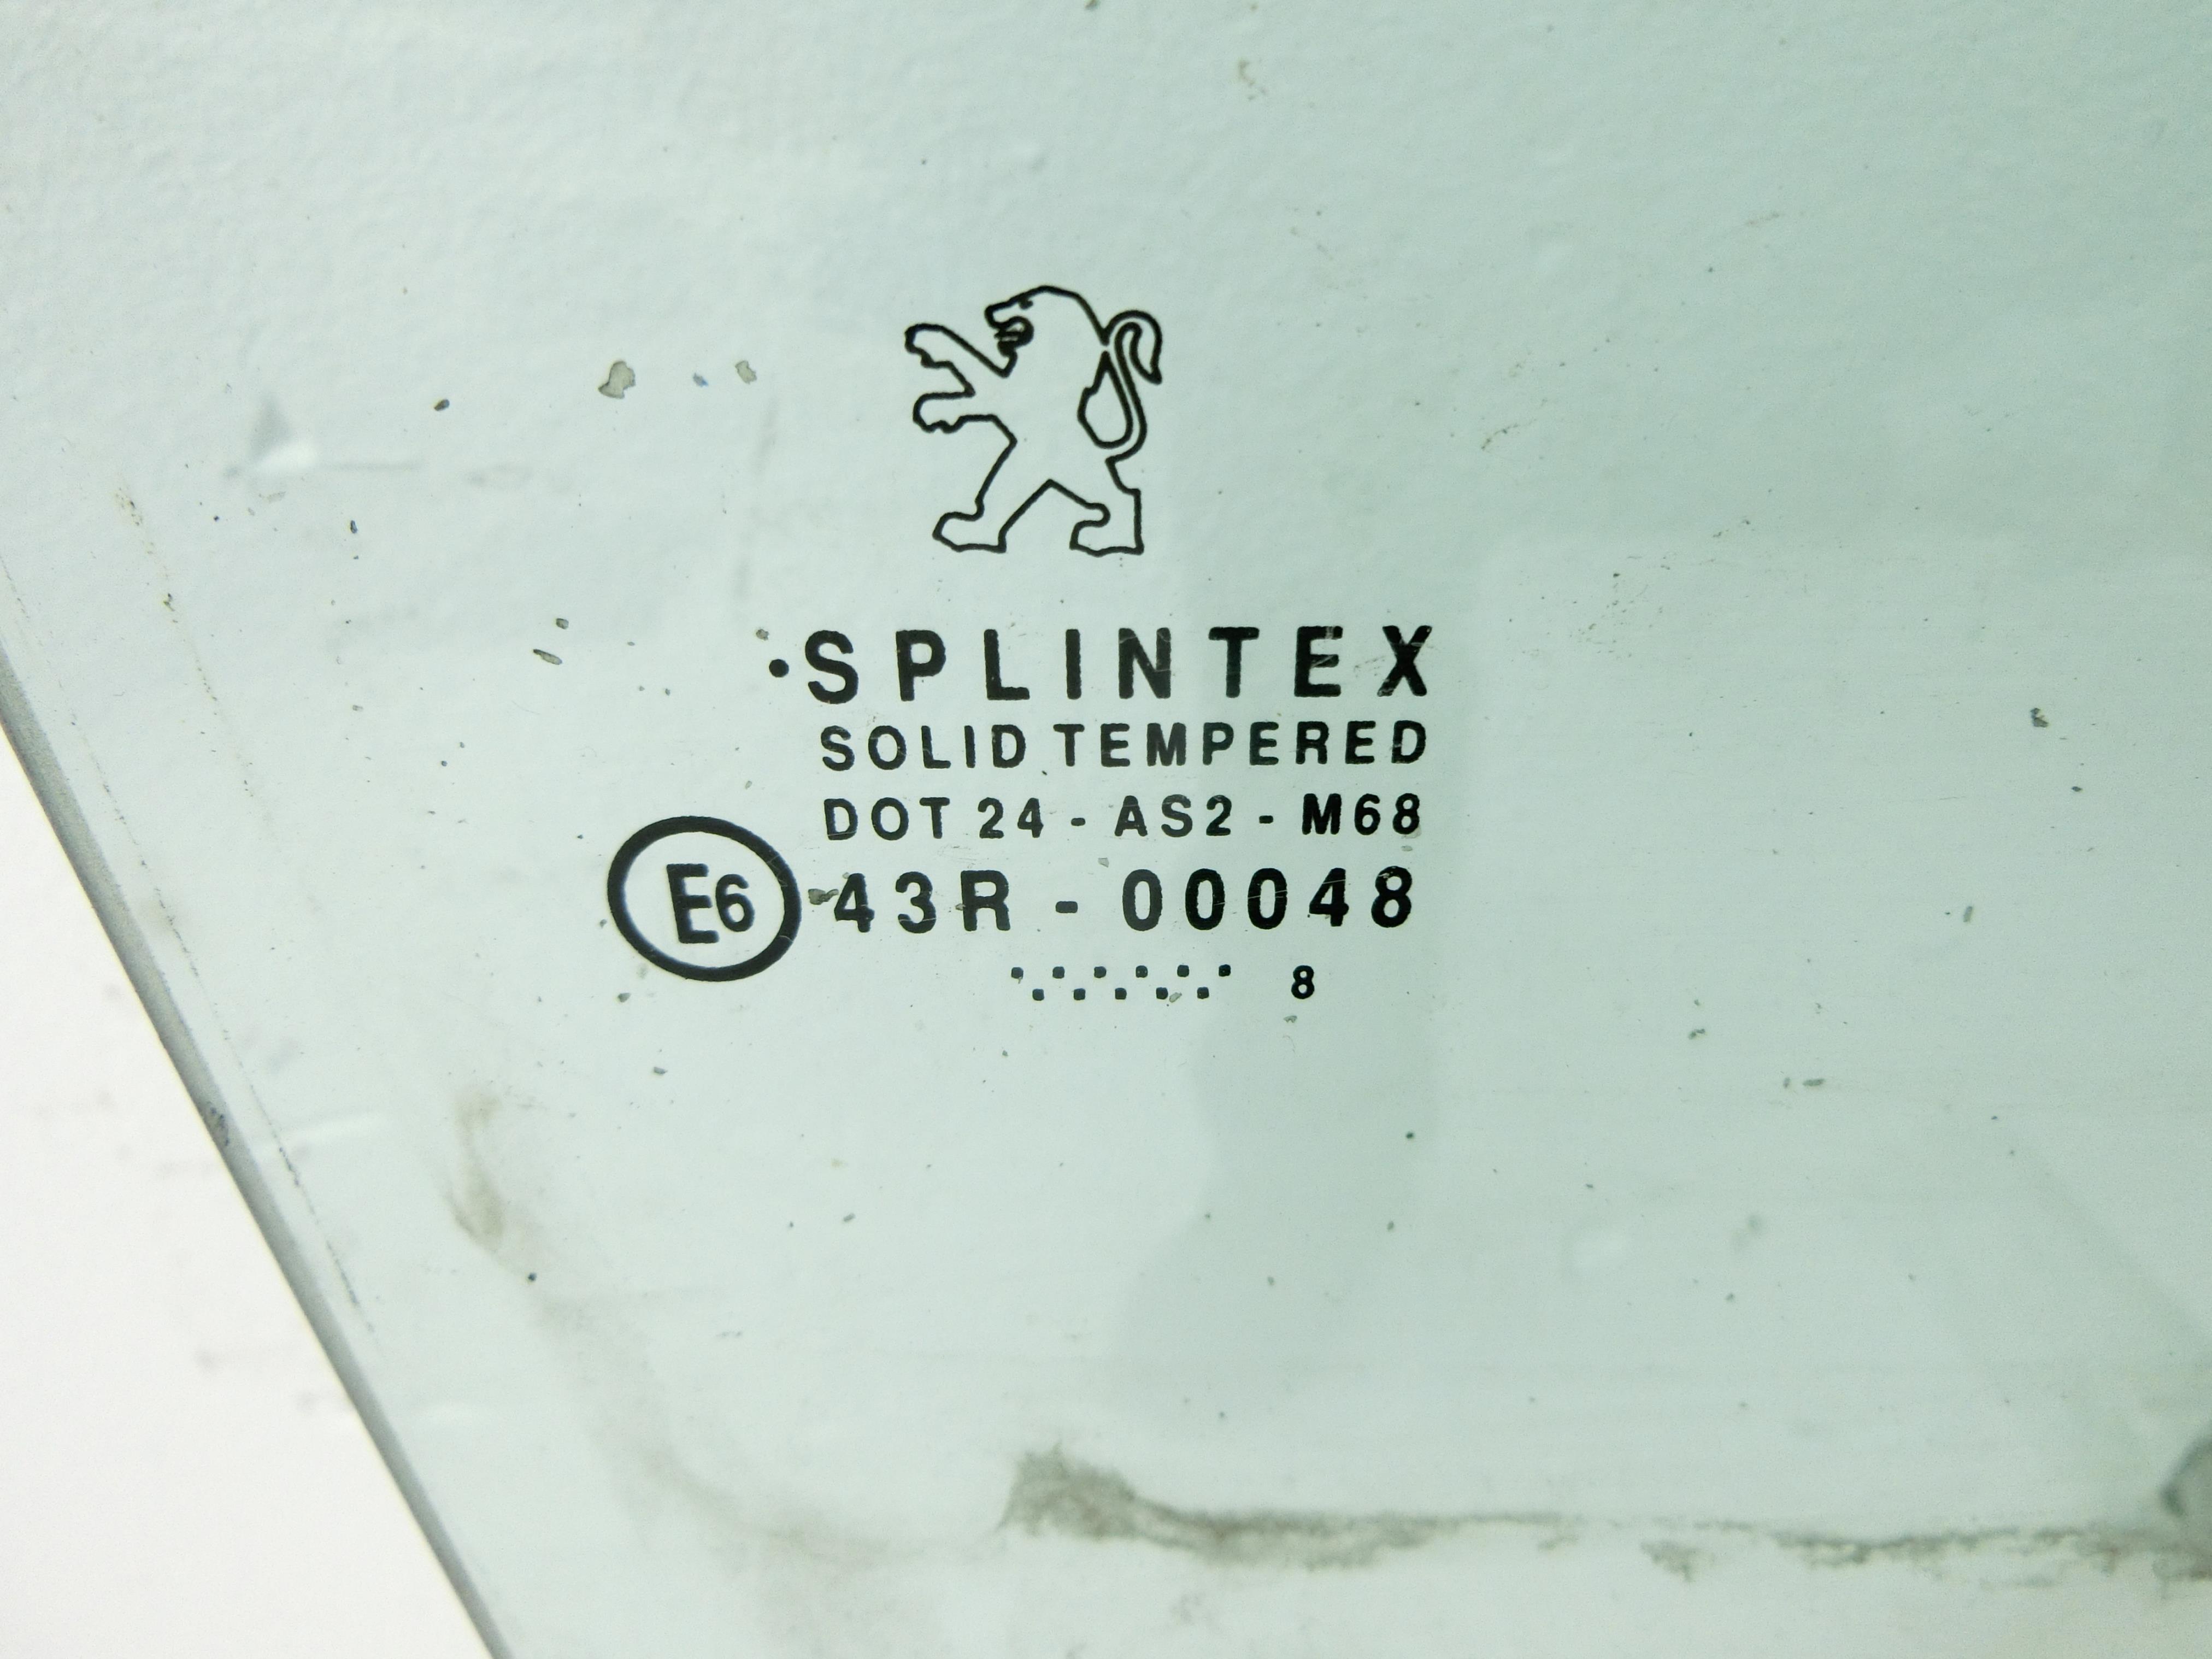 ·SPLINTEX
SOLID TEMPERED
DOT 24 - AS2 - M68
E6 43R - 00048
8